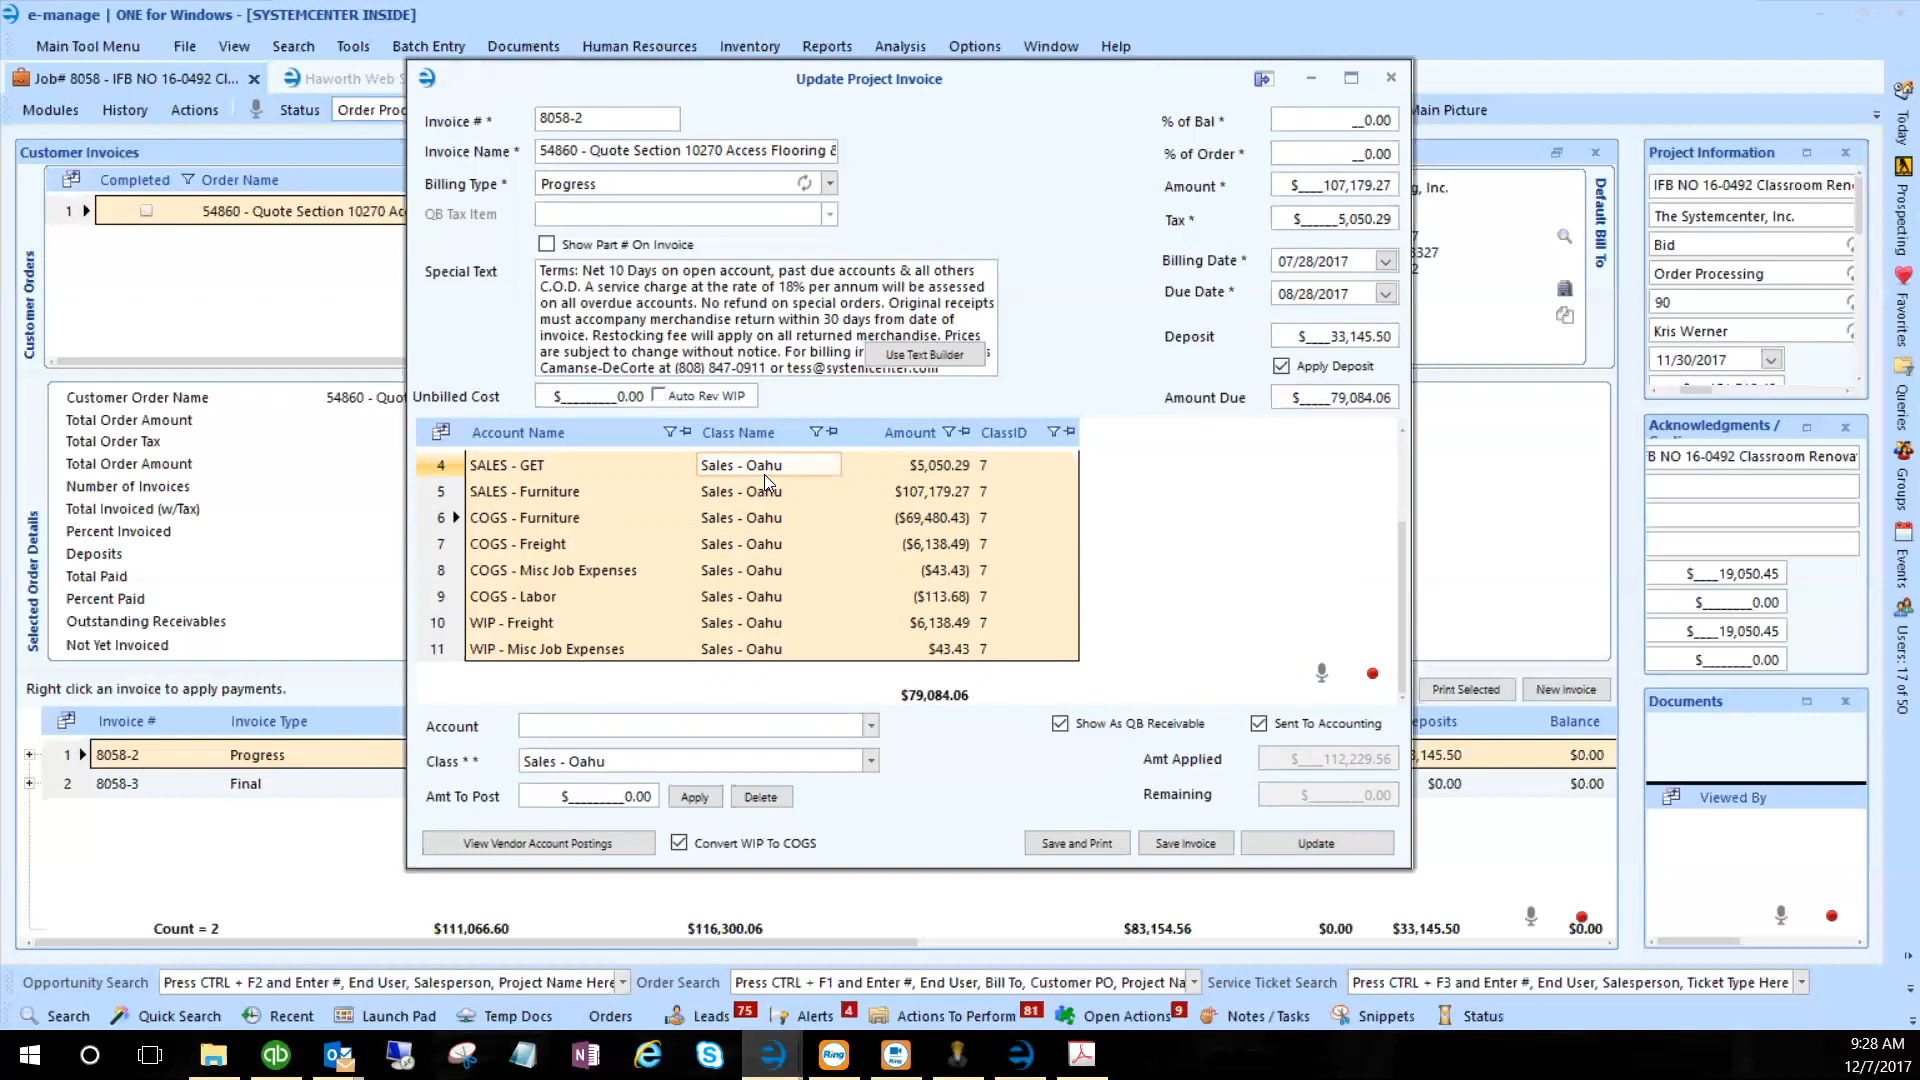 e-manage | ONE for Windows - [SYSTEMCENTER INSIDE]
Main Tool Menu File View Search Tools Batch Entry Documents Human Resources Inventory Reports Analysis Options Window Help
Job# 8058 - IFB NO 16-0492 Cl... Haworth Web S
Modules History Actions Status Order Proc
Main Picture
Customer Invoices
Completed Order Name
1 54860 - Quote Section 10270 Ac
Customer Orders
Customer Order Name 54860 - Quo
Total Order Amount
Total Order Tax
Total Order Amount
Number of Invoices
Total Invoiced (w/Tax)
Percent Invoiced
Deposits
Total Paid
Percent Paid
Outstanding Receivables
Not Yet Invoiced
Selected Order Details
Right click an invoice to apply payments.
Invoice # Invoice Type
1 8058-2 Progress
2 8058-3 Final
Count = 2 $111,066.60 $116,300.06 $83,154.56 $0.00 $33,145.50 $0.00
Update Project Invoice
Invoice # * 8058-2
Invoice Name * 54860 - Quote Section 10270 Access Flooring &
Billing Type * Progress
QB Tax Item
Show Part # On Invoice
Special Text
Terms: Net 10 Days on open account, past due accounts & all others
C.O.D. A service charge at the rate of 18% per annum will be assessed
on all overdue accounts. No refund on special orders. Original receipts
must accompany merchandise return within 30 days from date of
invoice. Restocking fee will apply on all returned merchandise. Prices
are subject to change without notice. For billing in
Camanse-DeCorte at (808) 847-0911 or tess@systemcenter.com
Use Text Builder
Unbilled Cost $_________0.00 Auto Rev WIP
% of Bal * __0.00
% of Order * __0.00
Amount * $____107,179.27
Tax * $______5,050.29
Billing Date * 07/28/2017
Due Date * 08/28/2017
Deposit $____33,145.50
Apply Deposit
Amount Due $_____79,084.06
Account Name Class Name Amount ClassID
4 SALES - GET Sales - Oahu $5,050.29 7
5 SALES - Furniture Sales - Oahu $107,179.27 7
6 COGS - Furniture Sales - Oahu ($69,480.43) 7
7 COGS - Freight Sales - Oahu ($6,138.49) 7
8 COGS - Misc Job Expenses Sales - Oahu ($43.43) 7
9 COGS - Labor Sales - Oahu ($113.68) 7
10 WIP - Freight Sales - Oahu $6,138.49 7
11 WIP - Misc Job Expenses Sales - Oahu $43.43 7
$79,084.06
Account
Class * * Sales - Oahu
Amt To Post $_________0.00 Apply Delete
Show As QB Receivable Sent To Accounting
Amt Applied $____112,229.56
Remaining $_________0.00
View Vendor Account Postings Convert WIP To COGS Save and Print Save Invoice Update
g, Inc.
3327
Default Bill To
Print Selected New Invoice
eposits Balance
3,145.50 $0.00
$0.00 $0.00
Project Information
IFB NO 16-0492 Classroom Ren
The Systemcenter, Inc.
Bid
Order Processing
90
Kris Werner
11/30/2017
Acknowledgments /
B NO 16-0492 Classroom Renova
$____19,050.45
$________0.00
$____19,050.45
$________0.00
Documents
Viewed By
Today
Prospecting
Favorites
Queries
Groups
Events
Users: 17 of 50
Opportunity Search Press CTRL + F2 and Enter #, End User, Salesperson, Project Name Here Order Search Press CTRL + F1 and Enter #, End User, Bill To, Customer PO, Project Na Service Ticket Search Press CTRL + F3 and Enter #, End User, Salesperson, Ticket Type Here
Search Quick Search Recent Launch Pad Temp Docs Orders Leads 75 Alerts 4 Actions To Perform 81 Open Actions 9 Notes / Tasks Snippets Status
Ring
9:28 AM
12/7/2017